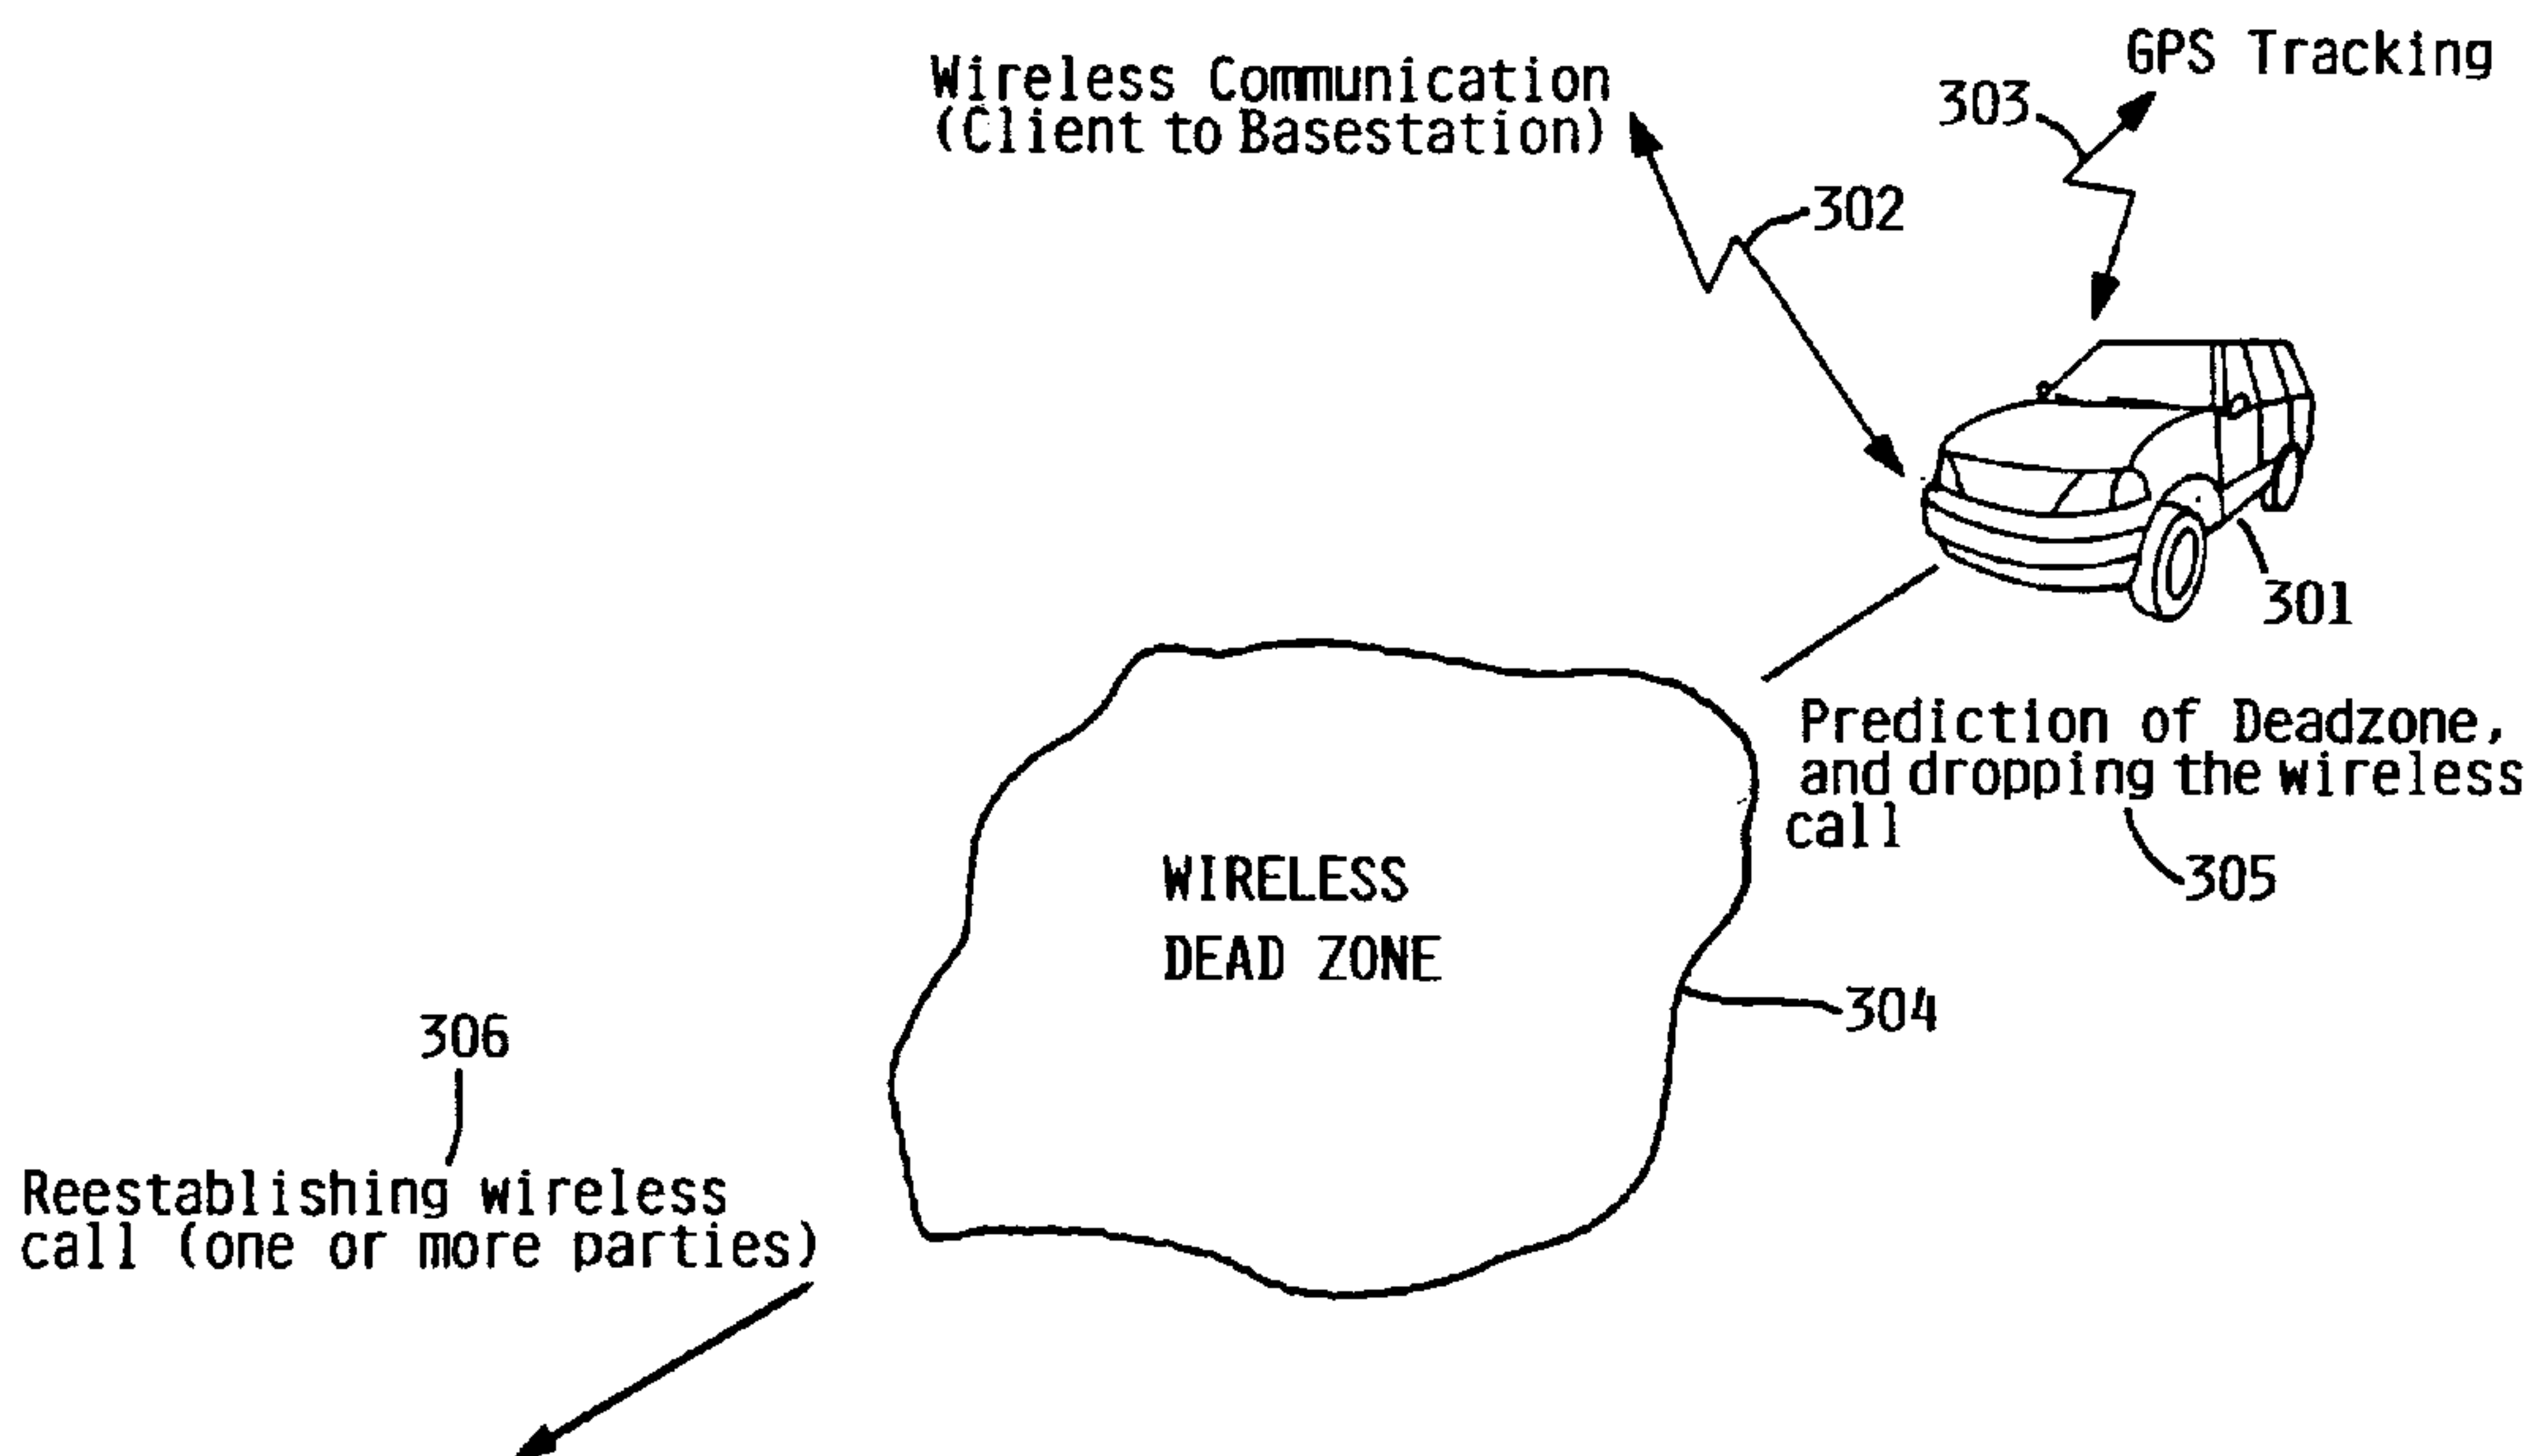 GPS Tracking
303
Wireless Communication
(Client to Basestation)
302
301
Prediction of Deadzone,
and dropping the wireless
call
305
WIRELESS
DEAD ZONE
304
306
Reestablishing wireless
call (one or more parties)